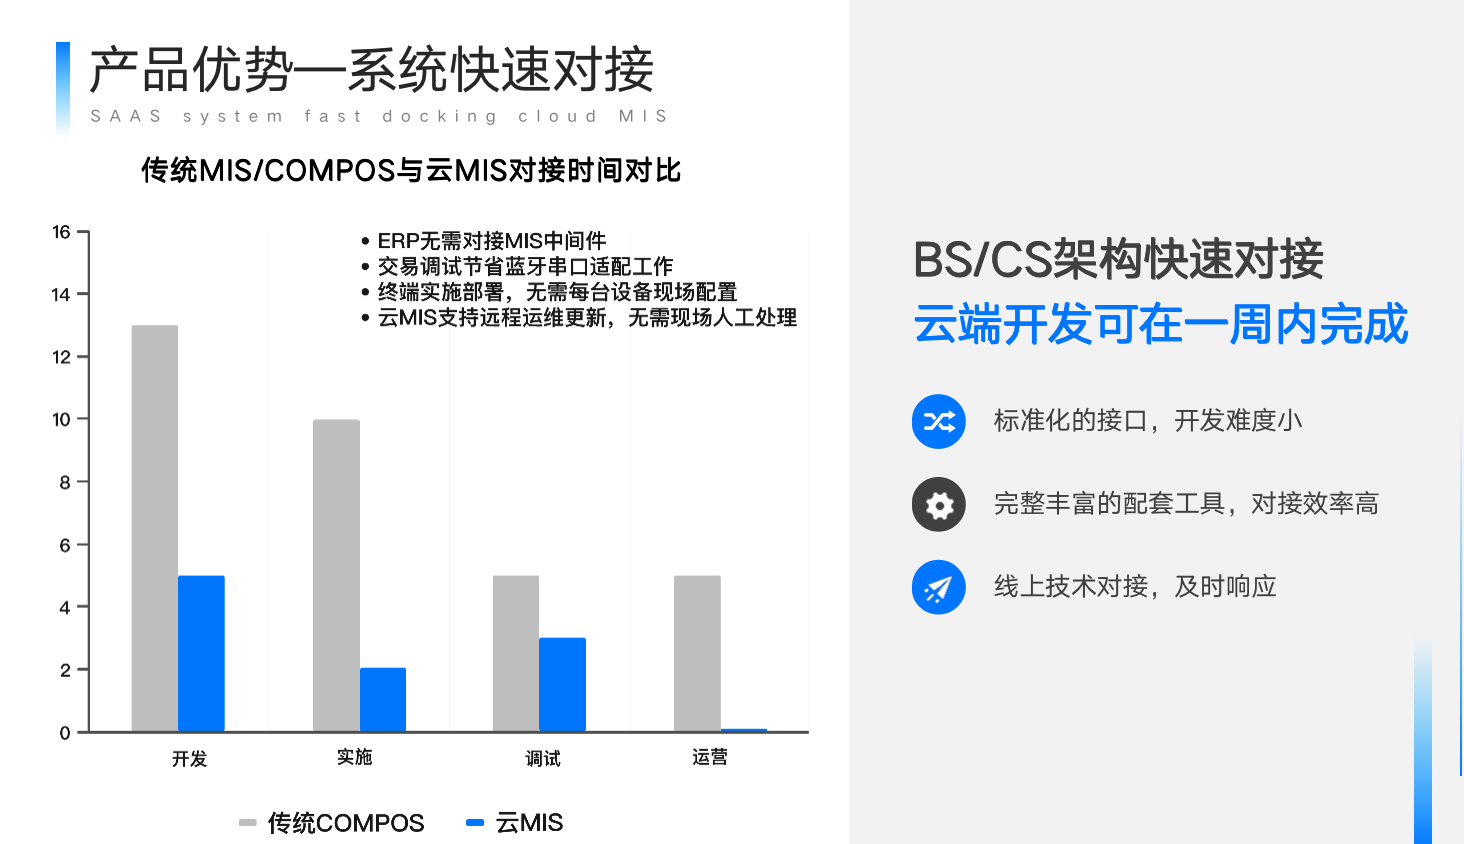 产品优势—系统快速对接
SAAS system fast docking cloud MIS
传统MIS/COMPOS与云MIS对接时间对比
• ERP无需对接MIS中间件
• 交易调试节省蓝牙串口适配工作
• 终端实施部署，无需每台设备现场配置
• 云MIS支持远程运维更新，无需现场人工处理
16
14
12
10
8
6
4
2
0
开发
实施
调试
运营
传统COMPOS
云MIS
BS/CS架构快速对接
云端开发可在一周内完成
标准化的接口，开发难度小
完整丰富的配套工具，对接效率高
线上技术对接，及时响应